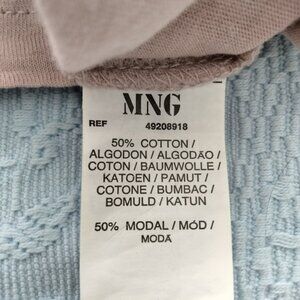 MNG
REF 49208918
50% COTTON /
ALGODON / ALGODÃO /
COTON / BAUMWOLLE /
KATOEN / PAMUT /
COTONE / BUMBAC /
BOMULD / KATUN
50% MODAL / MÓD /
MODĂ